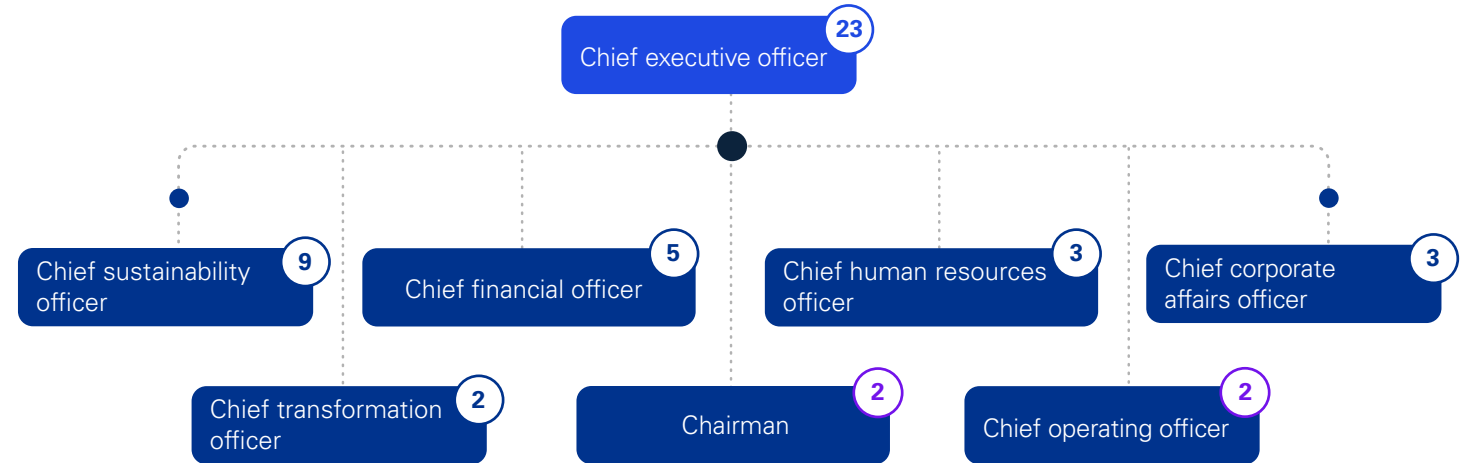 23
Chief executive officer
Chief sustainability
officer
9
Chief financial officer
5
Chief human resources
officer
3
Chief corporate
affairs officer
3
Chief transformation
officer
2
Chairman
2
Chief operating officer
2